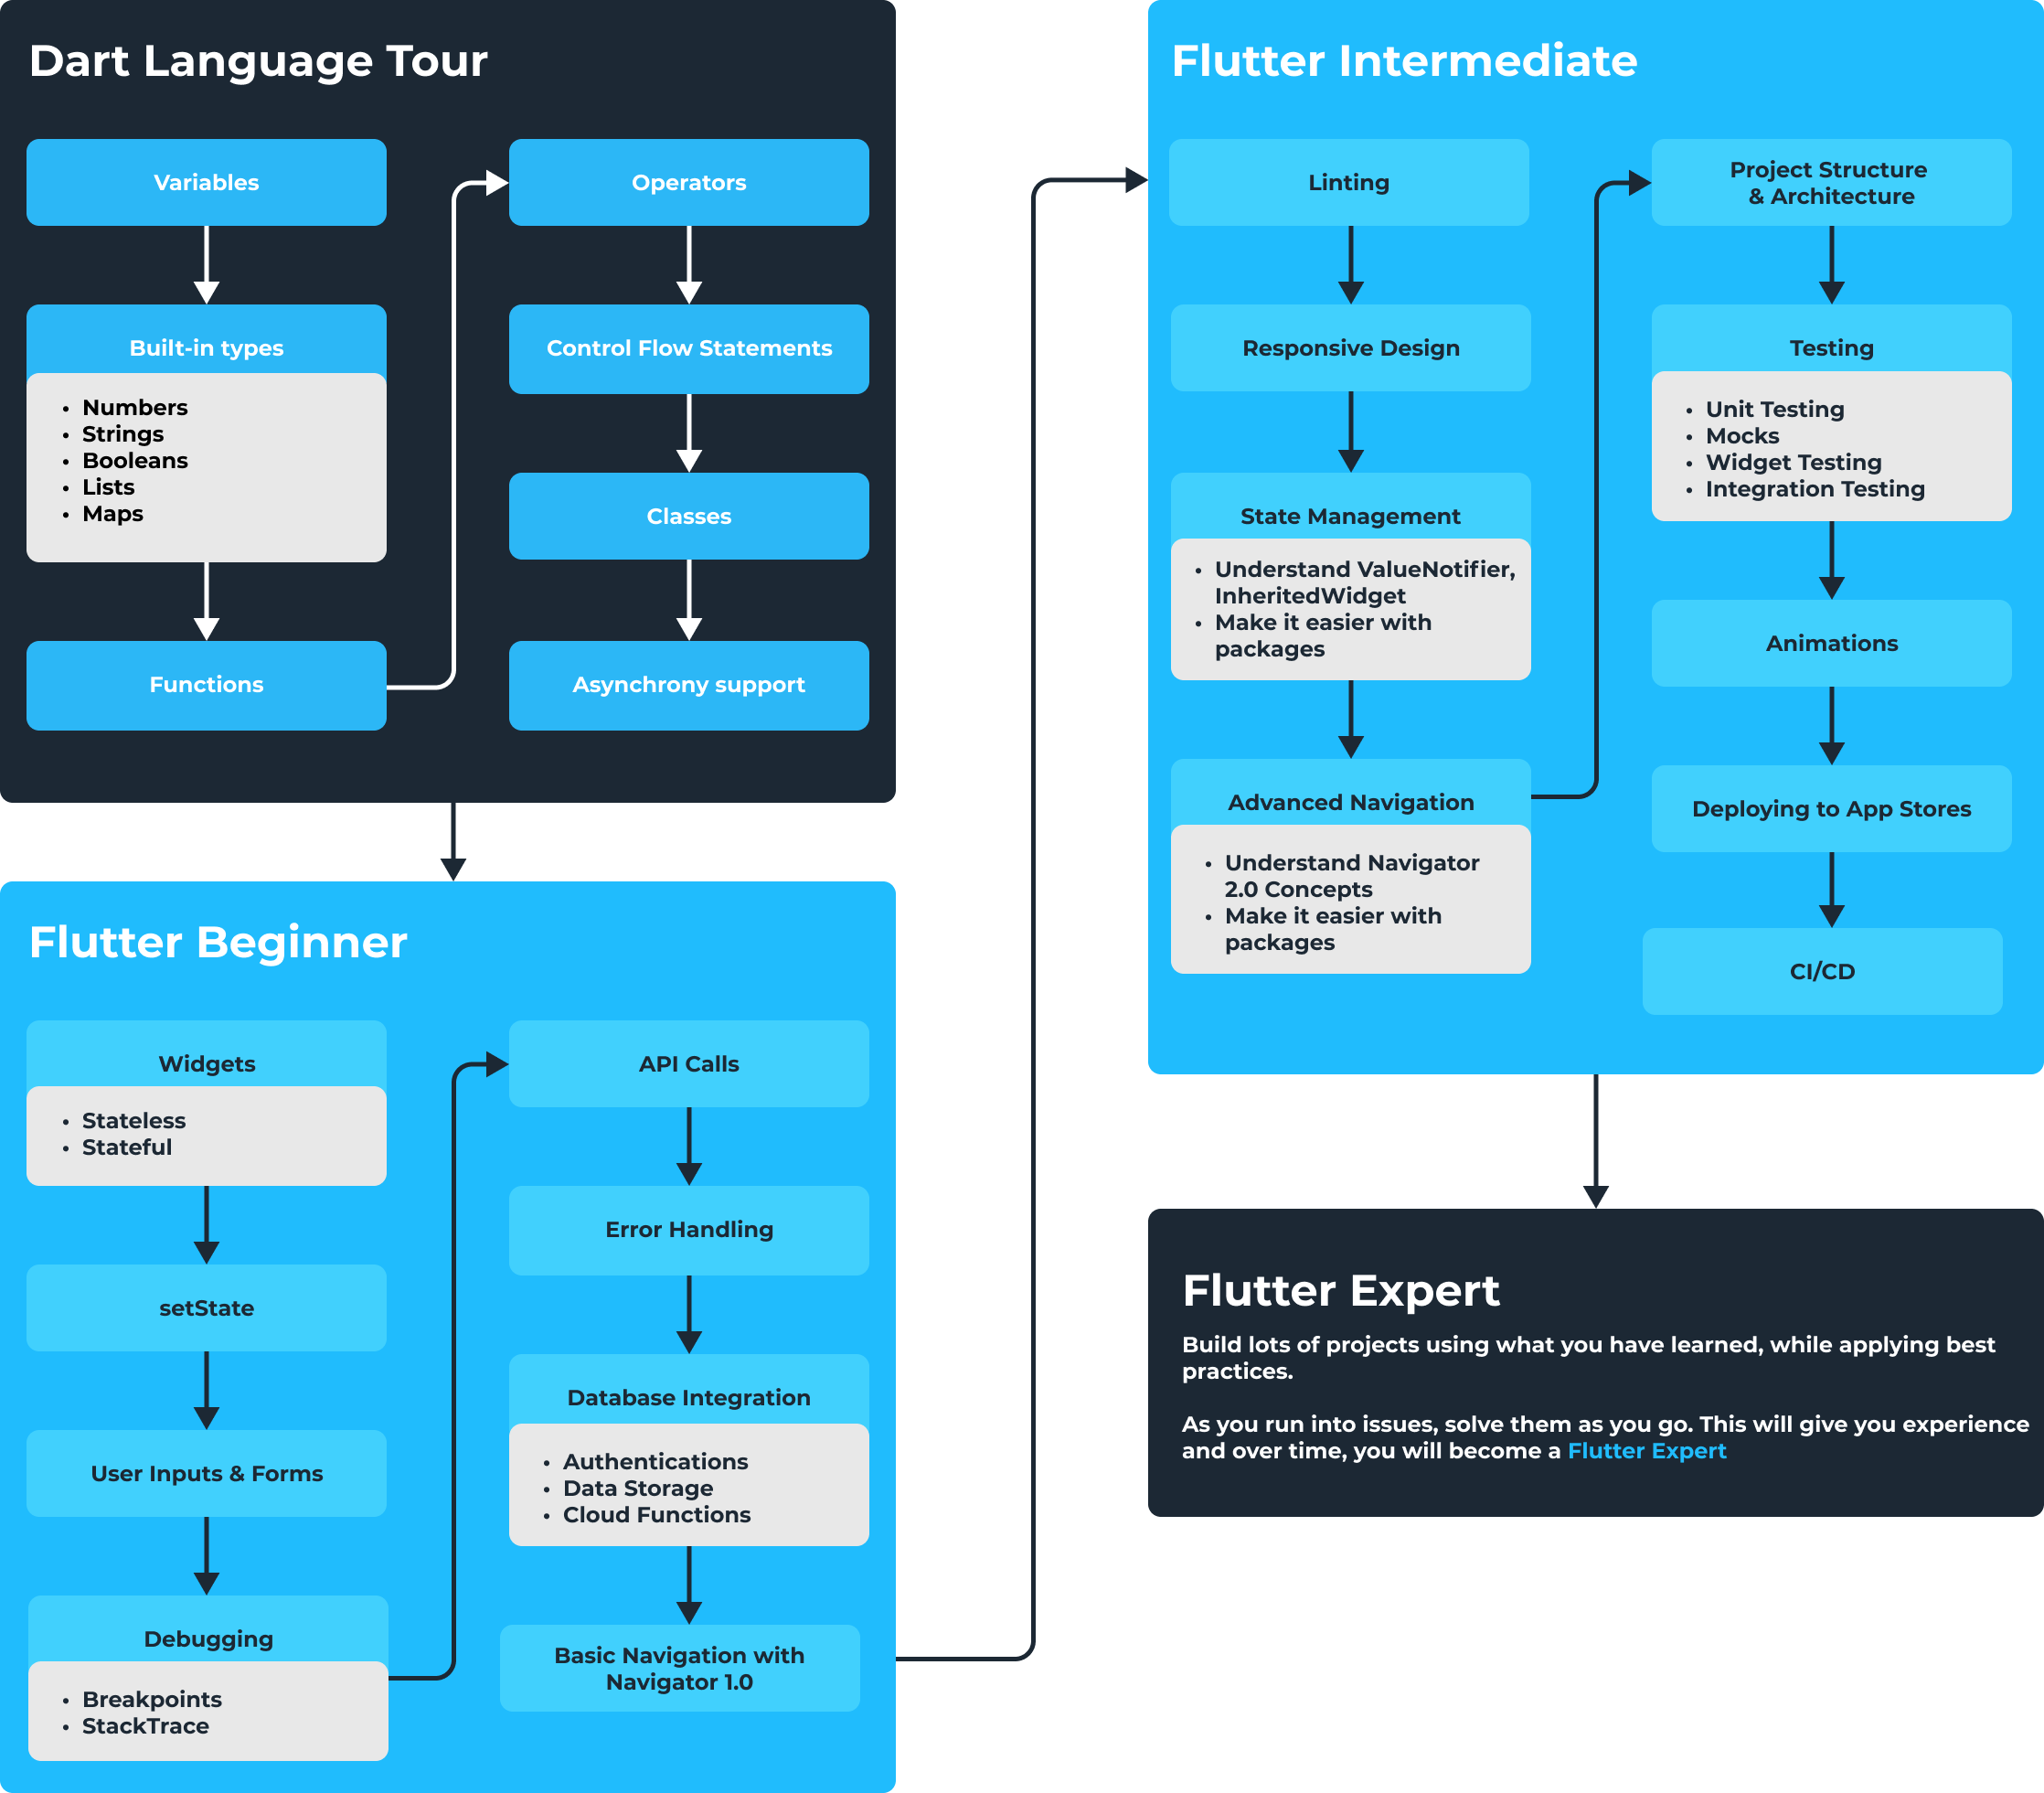 Dart Language Tour
Variables
Built-in types
• Numbers
• Strings
• Booleans
• Lists
• Maps
Functions
Operators
Control Flow Statements
Classes
Asynchrony support
Flutter Beginner
Widgets
• Stateless
• Stateful
setState
User Inputs & Forms
Debugging
• Breakpoints
• StackTrace
API Calls
Error Handling
Database Integration
• Authentications
• Data Storage
• Cloud Functions
Basic Navigation with
Navigator 1.0
Flutter Intermediate
Linting
Responsive Design
State Management
• Understand ValueNotifier,
InheritedWidget
• Make it easier with
packages
Advanced Navigation
• Understand Navigator
2.0 Concepts
• Make it easier with
packages
Project Structure
& Architecture
Testing
• Unit Testing
• Mocks
• Widget Testing
• Integration Testing
Animations
Deploying to App Stores
CI/CD
Flutter Expert
Build lots of projects using what you have learned, while applying best
practices.
As you run into issues, solve them as you go. This will give you experience
and over time, you will become a Flutter Expert